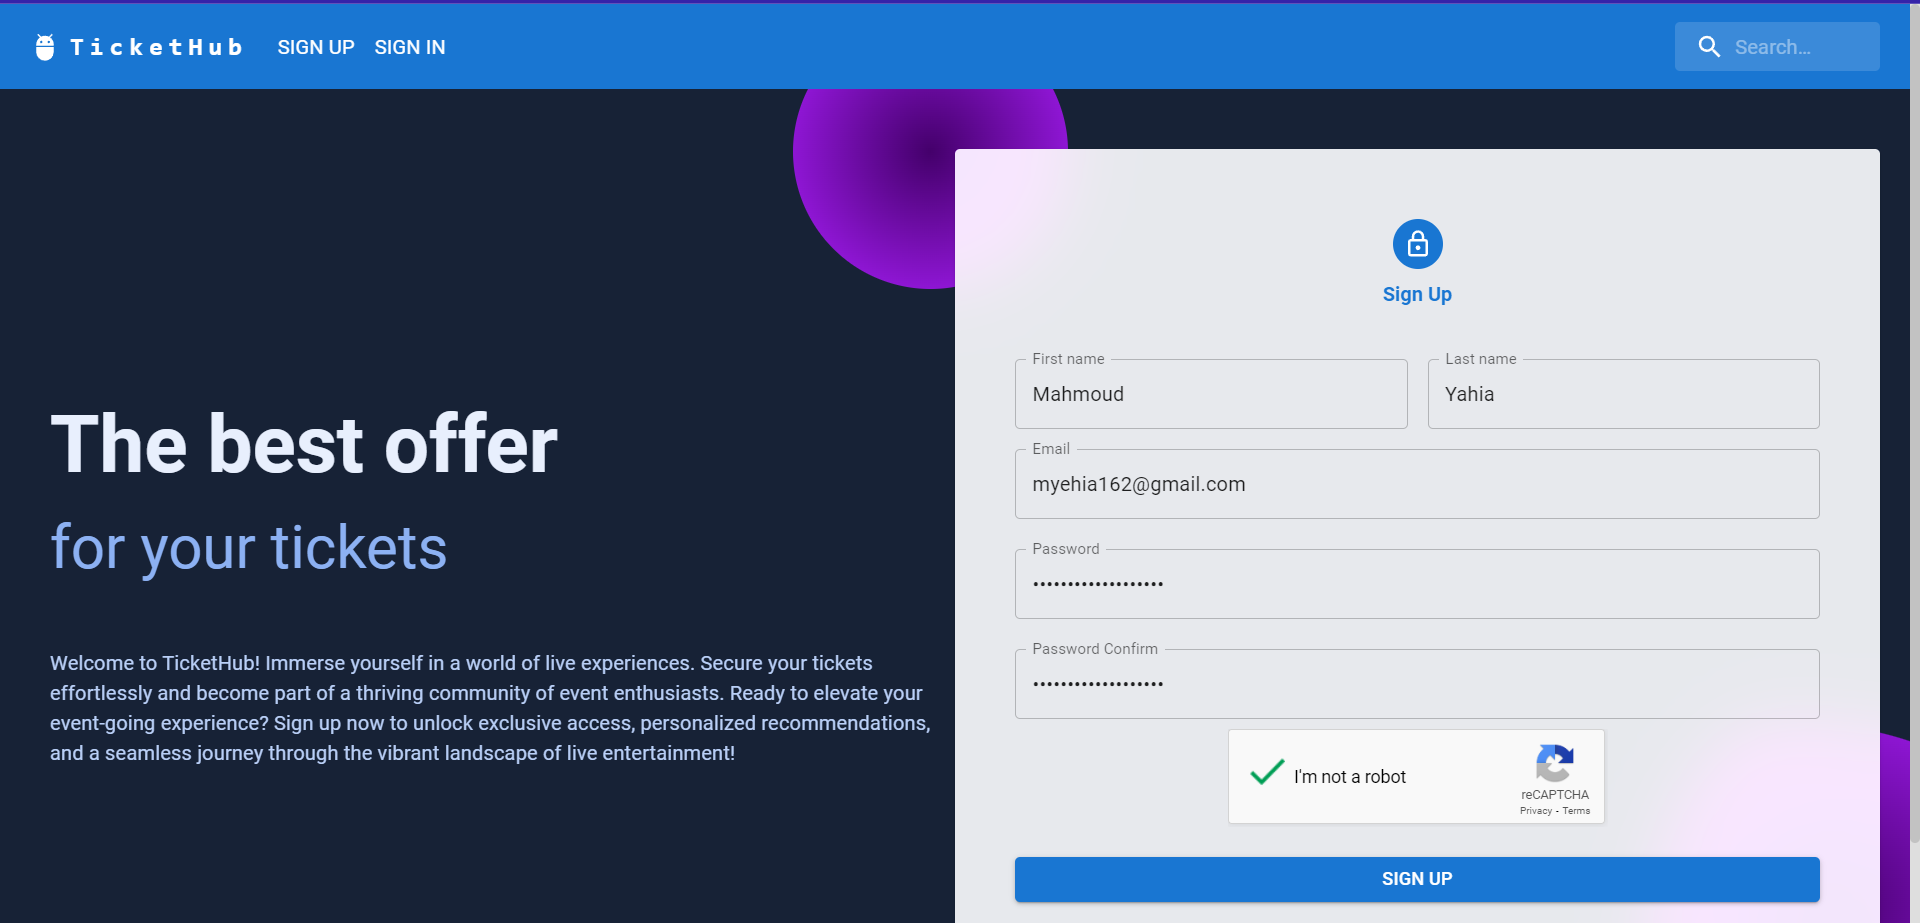 TicketHub SIGN UP SIGN IN Search...
The best offer
for your tickets
Welcome to TicketHub! Immerse yourself in a world of live experiences. Secure your tickets
effortlessly and become part of a thriving community of event enthusiasts. Ready to elevate your
event-going experience? Sign up now to unlock exclusive access, personalized recommendations,
and a seamless journey through the vibrant landscape of live entertainment!
Sign Up
First name
Mahmoud
Last name
Yahia
Email
myehia162@gmail.com
Password
•••••••••••••••••••
Password Confirm
•••••••••••••••••••
I'm not a robot
reCAPTCHA
Privacy - Terms
SIGN UP